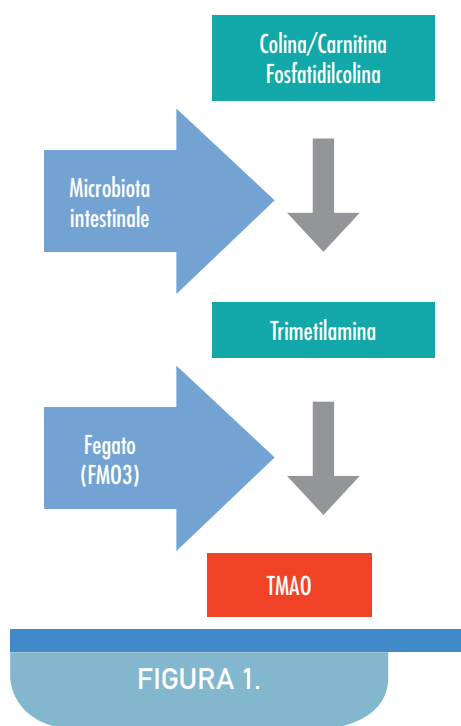 Colina/Carnitina
Fosfatidilcolina
Microbiota
intestinale
Trimetilamina
Fegato
(FMO3)
TMAO
FIGURA 1.